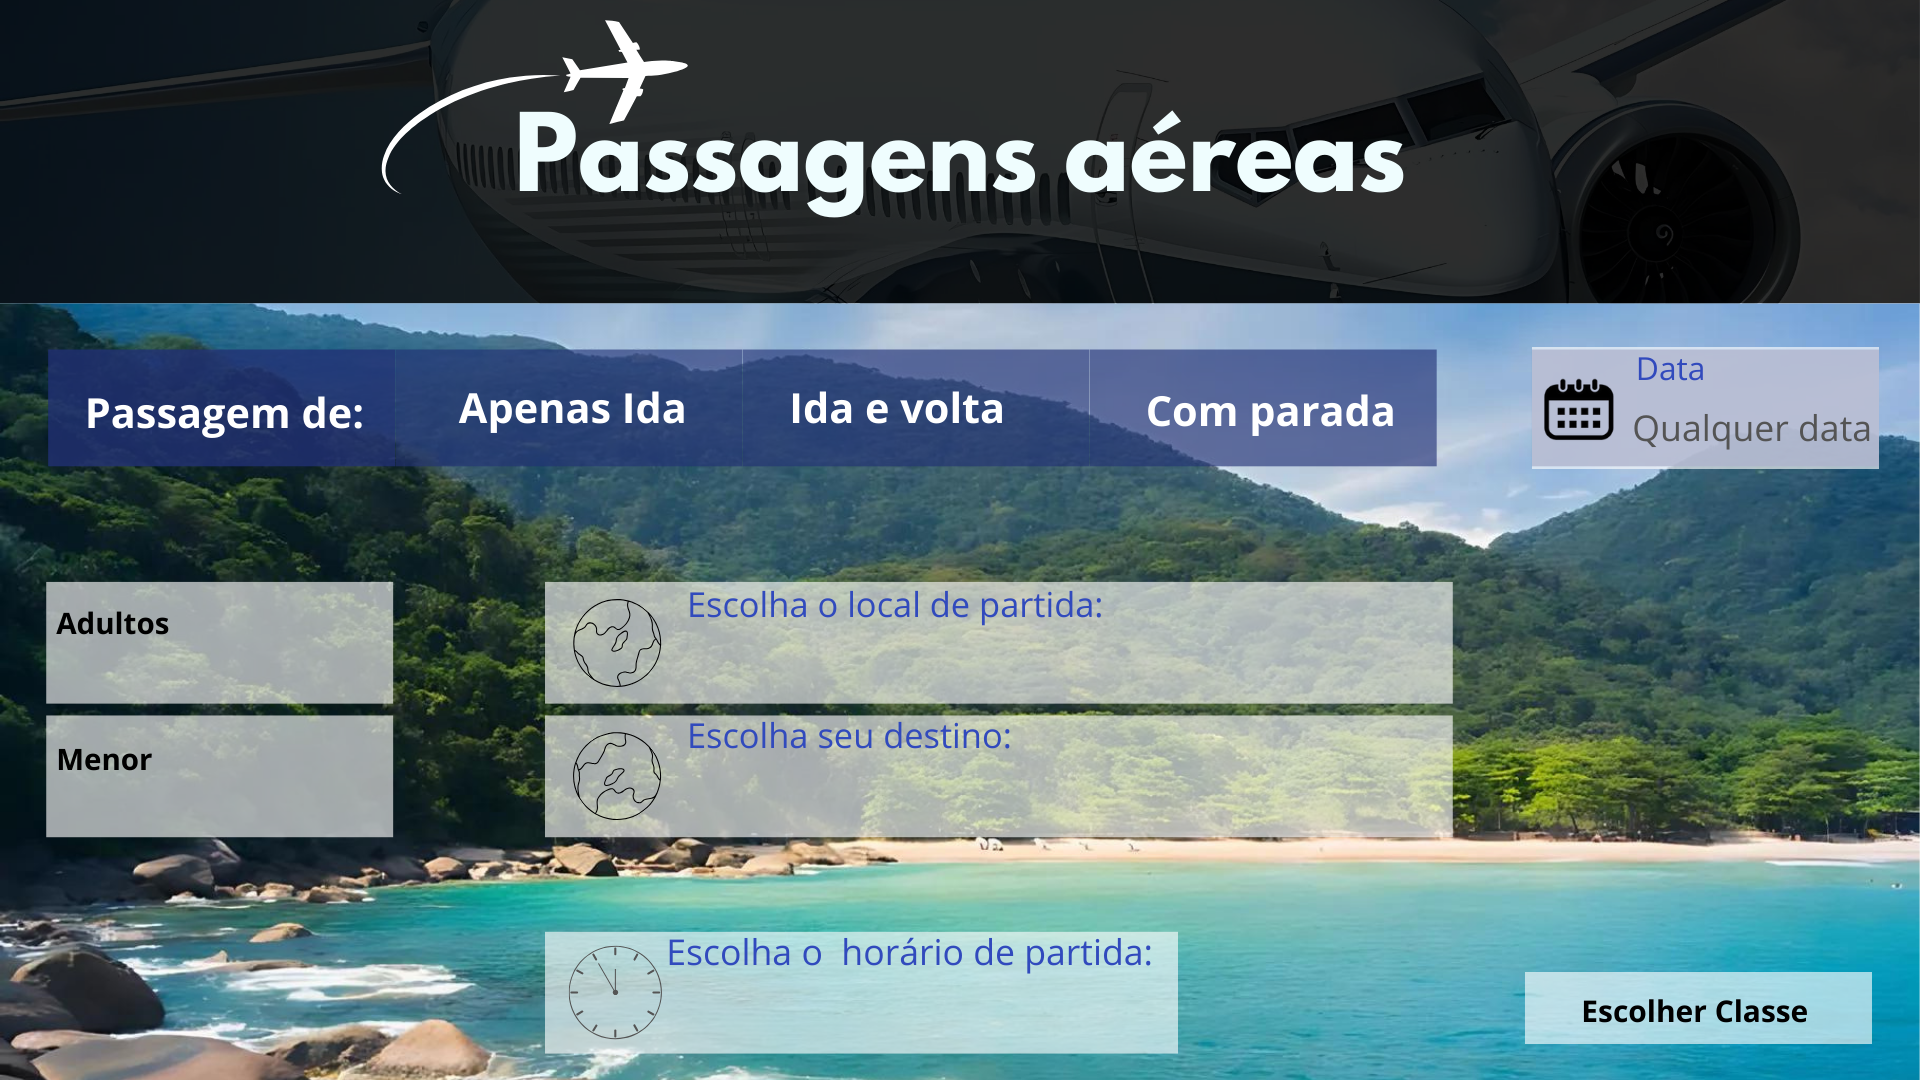 Passagens aéreas
Passagem de:
Apenas Ida
Ida e volta
Com parada
Data
Qualquer data
Adultos
Escolha o local de partida:
Menor
Escolha seu destino:
Escolha o  horário de partida:
Escolher Classe